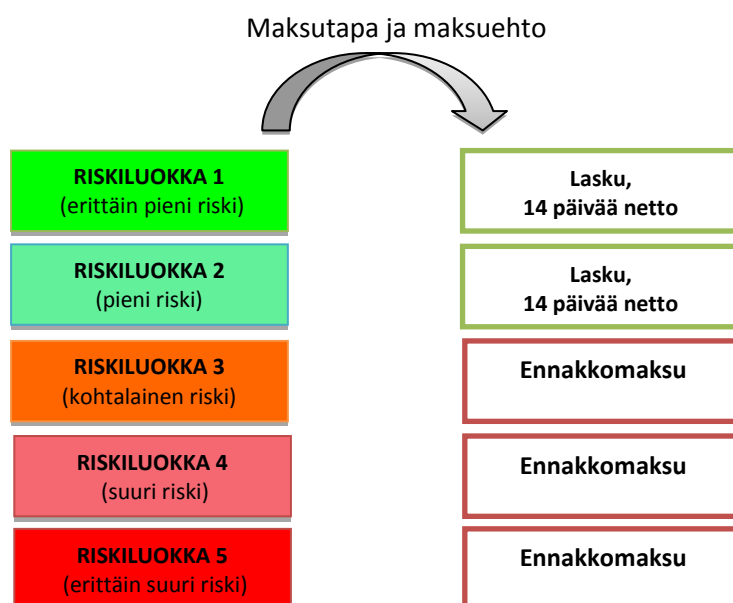 Maksutapa ja maksuehto
RISKILUOKKA 1
(erittäin pieni riski)
Lasku,
14 päivää netto
RISKILUOKKA 2
(pieni riski)
Lasku,
14 päivää netto
RISKILUOKKA 3
(kohtalainen riski)
Ennakkomaksu
RISKILUOKKA 4
(suuri riski)
Ennakkomaksu
RISKILUOKKA 5
(erittäin suuri riski)
Ennakkomaksu